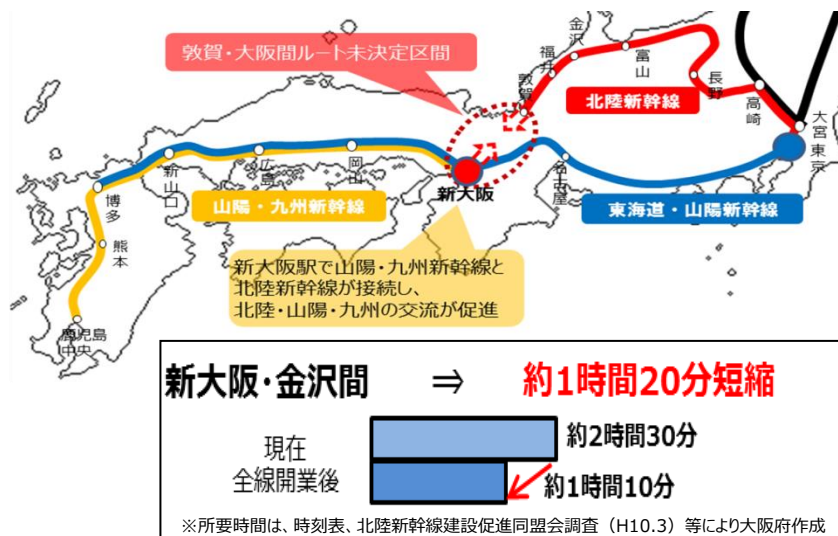 敦賀・大阪間ルート未決定区間
金沢
福井
敦賀
富山
長野
高崎
大宮
東京
北陸新幹線
博多
新山口
広島
岡山
新大阪
名古屋
熊本
鹿児島
中央
山陽・九州新幹線
東海道・山陽新幹線
新大阪駅で山陽・九州新幹線と
北陸新幹線が接続し、
北陸・山陽・九州の交流が促進
新大阪・金沢間 ⇒ 約1時間20分短縮
現在 約2時間30分
全線開業後 約1時間10分
※所要時間は、時刻表、北陸新幹線建設促進同盟会調査（H10.3）等により大阪府作成